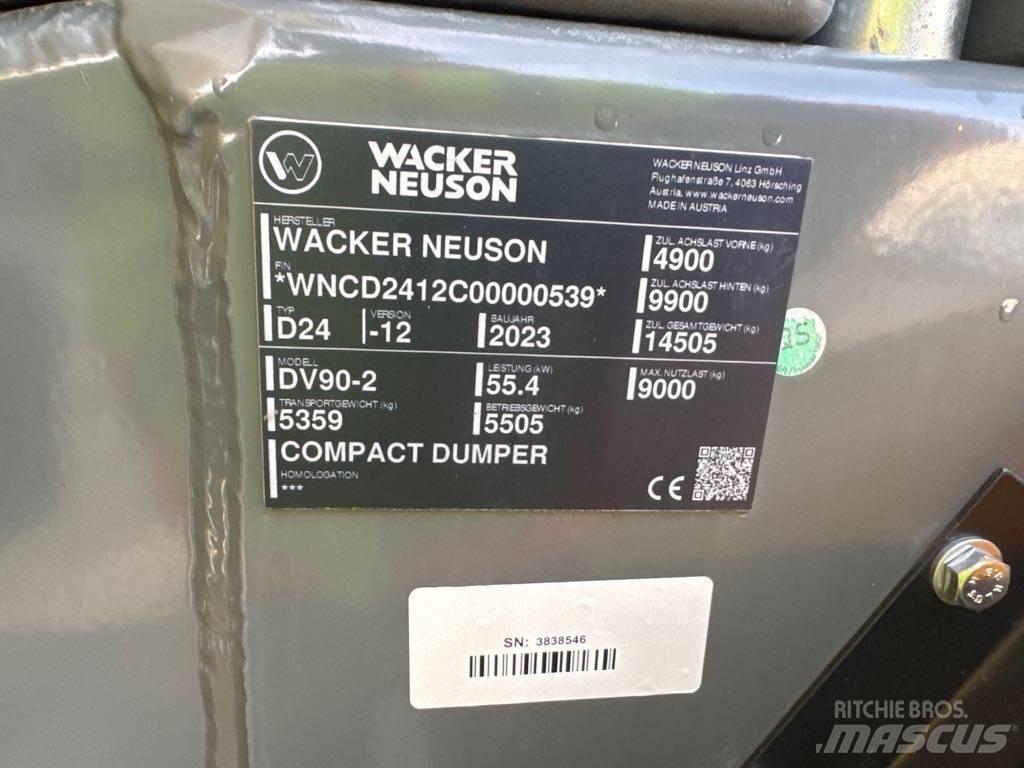 WACKER
NEUSON
WACKER NEUSON Linz GmbH
Flughafenstraße 7, 4063 Hörsching
Austria, www.wackerneuson.com
MADE IN AUSTRIA
HERSTELLER
WACKER NEUSON
FIN
*WNCD2412C00000539*
TYP
D24
VERSION
-12
BAUJAHR
2023
ZUL. ACHSLAST VORNE (kg)
4900
ZUL. ACHSLAST HINTEN (kg)
9900
ZUL. GESAMTGEWICHT (kg)
14505
MODELL
DV90-2
LEISTUNG (kW)
55.4
MAX. NUTZLAST (kg)
9000
TRANSPORTGEWICHT (kg)
5359
BETRIEBSGEWICHT (kg)
5505
COMPACT DUMPER
HOMOLOGATION
***
CE
SN: 3838546
RITCHIE BROS.
MASCUS